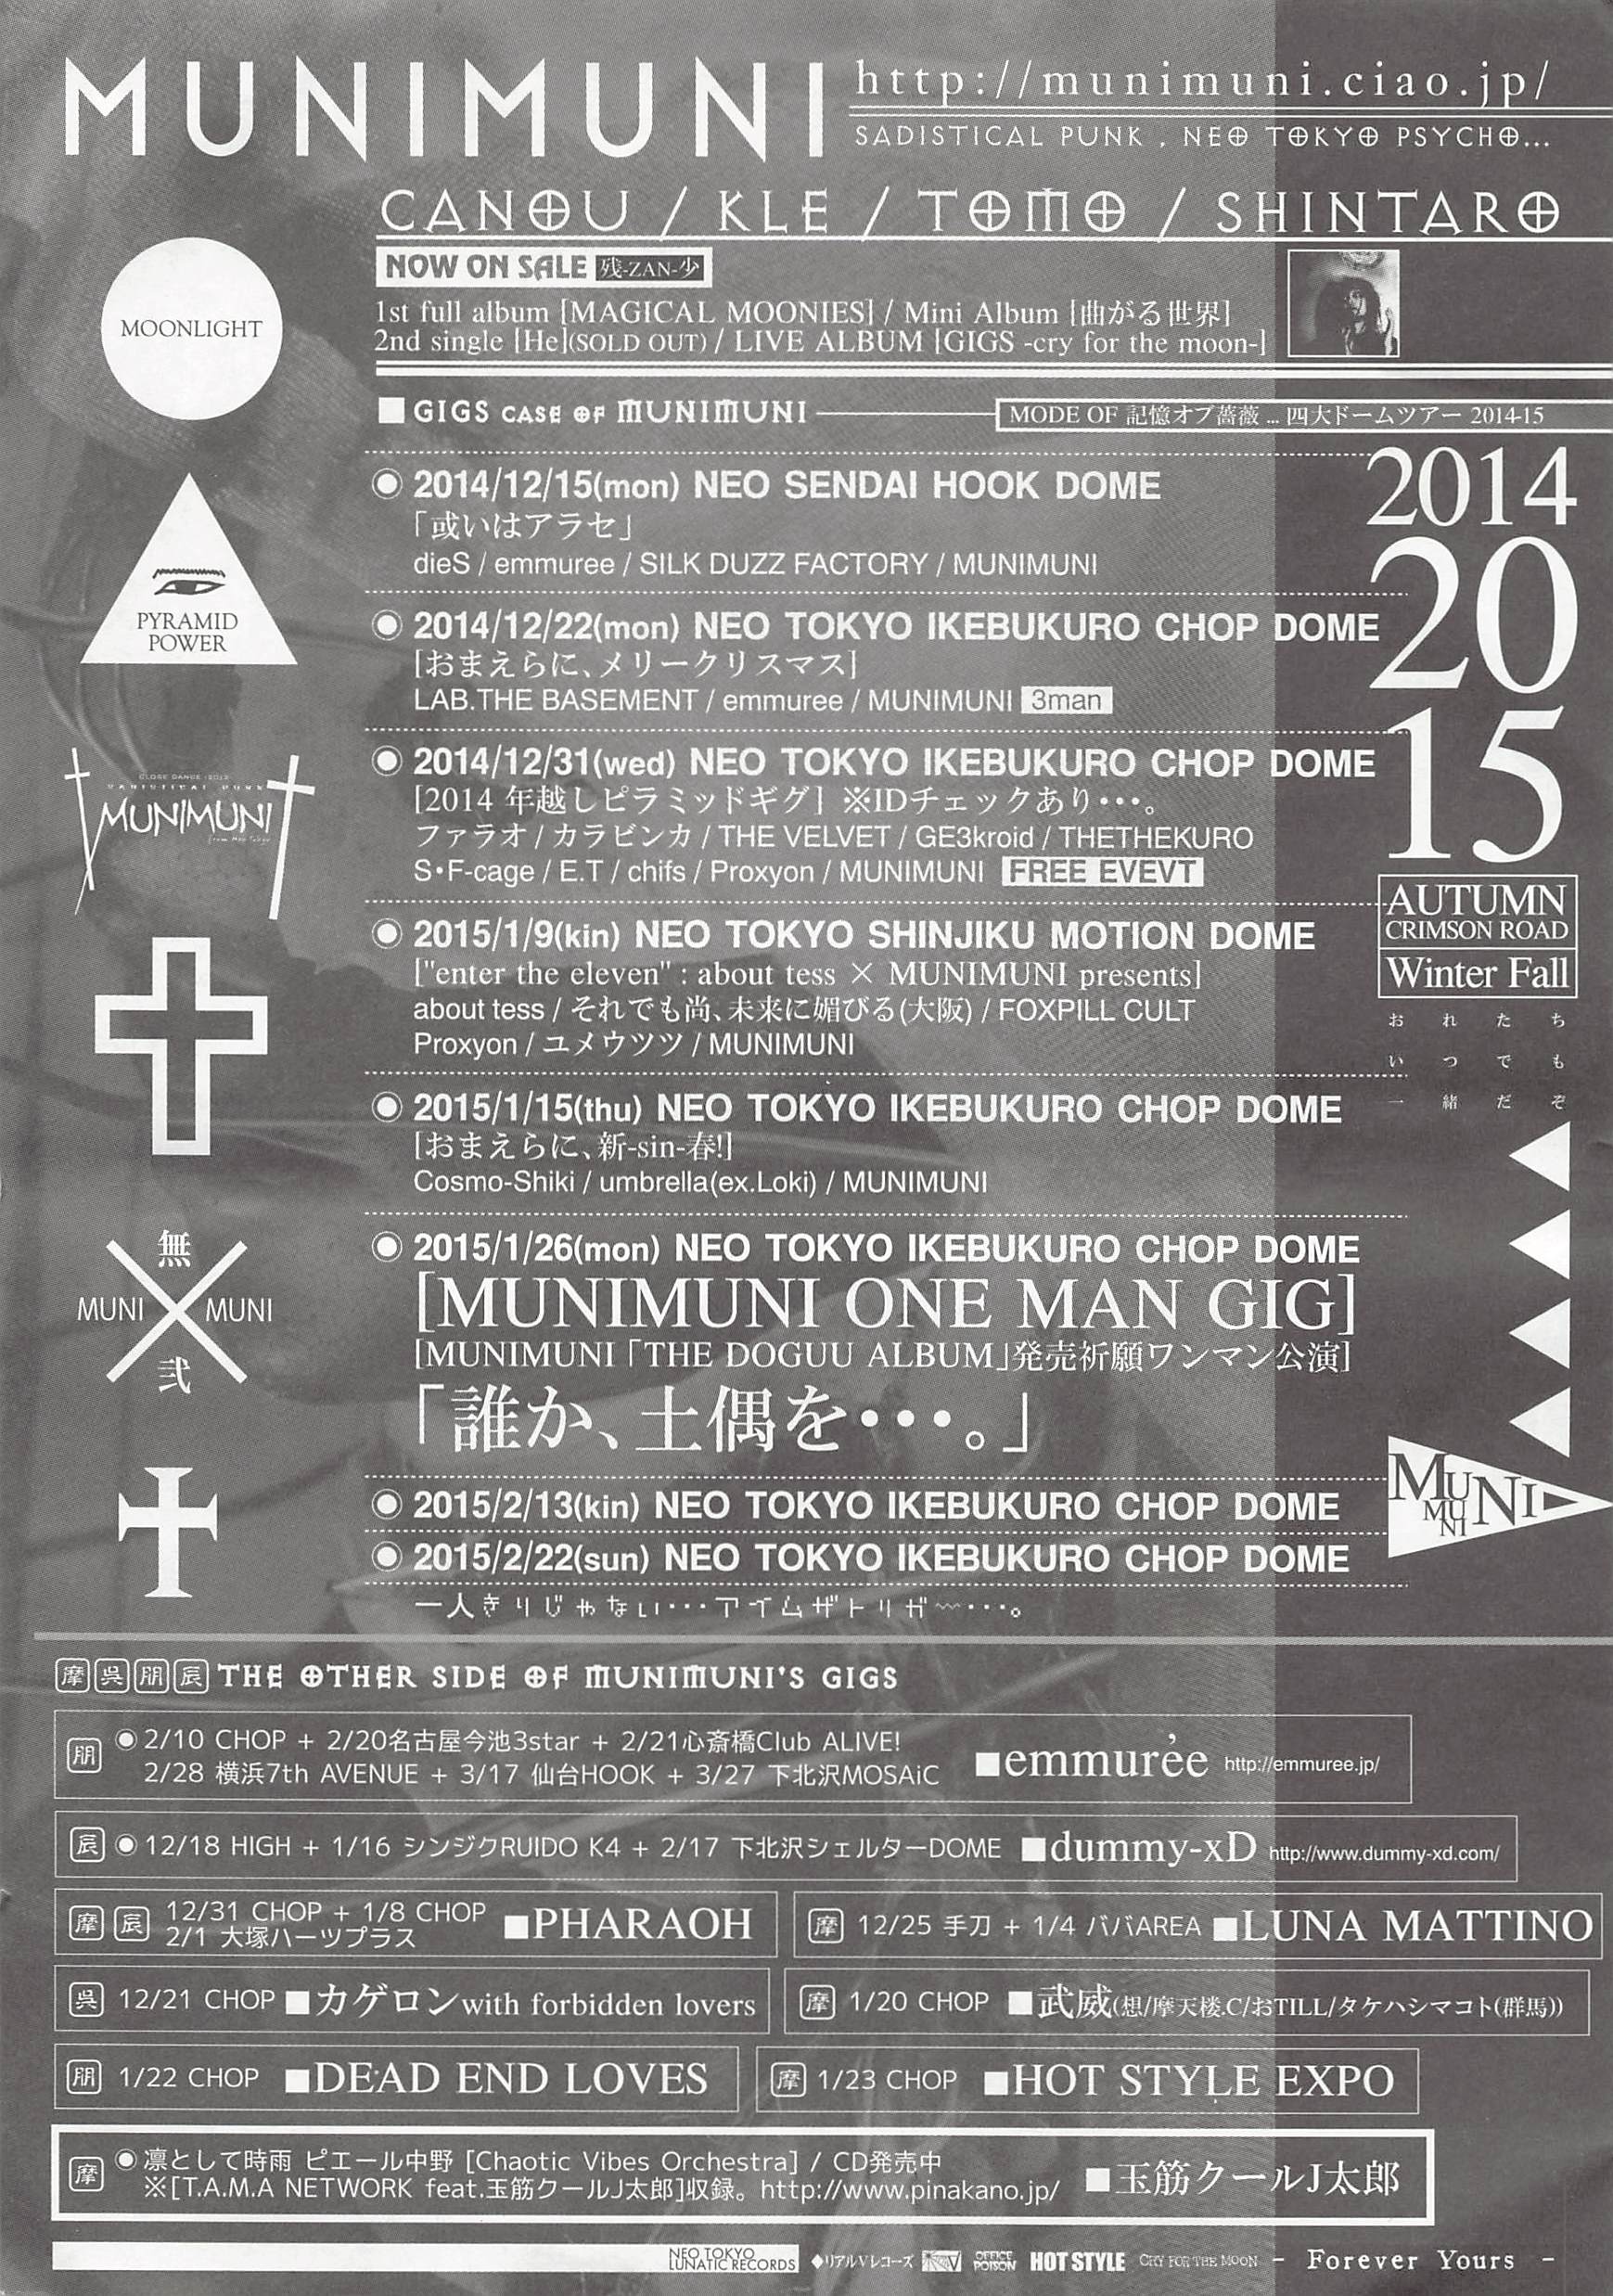 MUNIMUNI
http://munimuni.ciao.jp/
SADISTICAL PUNK , NEO TOKYO PSYCHO...
CANOU / KLE / TOMO / SHINTARO
NOW ON SALE 残-ZAN-少
1st full album [MAGICAL MOONIES] / Mini Album [曲がる世界]
2nd single [He](SOLD OUT) / LIVE ALBUM [GIGS -cry for the moon-]
MOONLIGHT
■GIGS CASE OF MUNIMUNI
MODE OF 記憶オブ薔薇 ... 四大ドームツアー 2014-15
◉ 2014/12/15(mon) NEO SENDAI HOOK DOME
「或いはアラセ」
dieS / emmuree / SILK DUZZ FACTORY / MUNIMUNI
2014
20
15
PYRAMID
POWER
◉ 2014/12/22(mon) NEO TOKYO IKEBUKURO CHOP DOME
[おまえらに、メリークリスマス]
LAB.THE BASEMENT / emmuree / MUNIMUNI 3man
◉ 2014/12/31(wed) NEO TOKYO IKEBUKURO CHOP DOME
[2014 年越しピラミッドギグ] ※IDチェックあり・・・。
ファラオ / カラビンカ / THE VELVET / GE3kroid / THETHEKURO
S・F-cage / E.T / chifs / Proxyon / MUNIMUNI FREE EVEVT
MUNIMUNI
AUTUMN
CRIMSON ROAD
Winter Fall
おれたち
いつでも
一緒だぞ
◉ 2015/1/9(kin) NEO TOKYO SHINJIKU MOTION DOME
["enter the eleven" : about tess × MUNIMUNI presents]
about tess / それでも尚、未来に媚びる(大阪) / FOXPILL CULT
Proxyon / ユメウツツ / MUNIMUNI
◉ 2015/1/15(thu) NEO TOKYO IKEBUKURO CHOP DOME
[おまえらに、新-sin-春!]
Cosmo-Shiki / umbrella(ex.Loki) / MUNIMUNI
無
MUNI MUNI
弐
◉ 2015/1/26(mon) NEO TOKYO IKEBUKURO CHOP DOME
[MUNIMUNI ONE MAN GIG]
[MUNIMUNI「THE DOGUU ALBUM」発売祈願ワンマン公演]
「誰か、土偶を・・・。」
MUNI
MUNI
◉ 2015/2/13(kin) NEO TOKYO IKEBUKURO CHOP DOME
◉ 2015/2/22(sun) NEO TOKYO IKEBUKURO CHOP DOME
一人きりじゃない・・・アイムザトリガ〜・・・。
摩 呉 朋 辰 THE OTHER SIDE OF MUNIMUNI'S GIGS
朋 ◉ 2/10 CHOP + 2/20名古屋今池3star + 2/21心斎橋Club ALIVE!
2/28 横浜7th AVENUE + 3/17 仙台HOOK + 3/27 下北沢MOSAiC
■emmurée http://emmuree.jp/
辰 ◉ 12/18 HIGH + 1/16 シンジクRUIDO K4 + 2/17 下北沢シェルターDOME ■dummy-xD http://www.dummy-xd.com/
摩 辰 12/31 CHOP + 1/8 CHOP
2/1 大塚ハーツプラス
■PHARAOH
摩 12/25 手刀 + 1/4 ババAREA ■LUNA MATTINO
呉 12/21 CHOP ■カゲロンwith forbidden lovers
摩 1/20 CHOP ■武威(想/摩天楼.C/おTILL/タケハシマコト(群馬))
朋 1/22 CHOP ■DEAD END LOVES
摩 1/23 CHOP ■HOT STYLE EXPO
摩 ◉ 凛として時雨 ピエール中野 [Chaotic Vibes Orchestra] / CD発売中
※[T.A.M.A NETWORK feat.玉筋クールJ太郎]収録。http://www.pinakano.jp/
■玉筋クールJ太郎
NEO TOKYO
LUNATIC RECORDS
◆リアルVレコーズ
OFFICE
POISON
HOT STYLE
CRY FOR THE MOON
- Forever Yours -